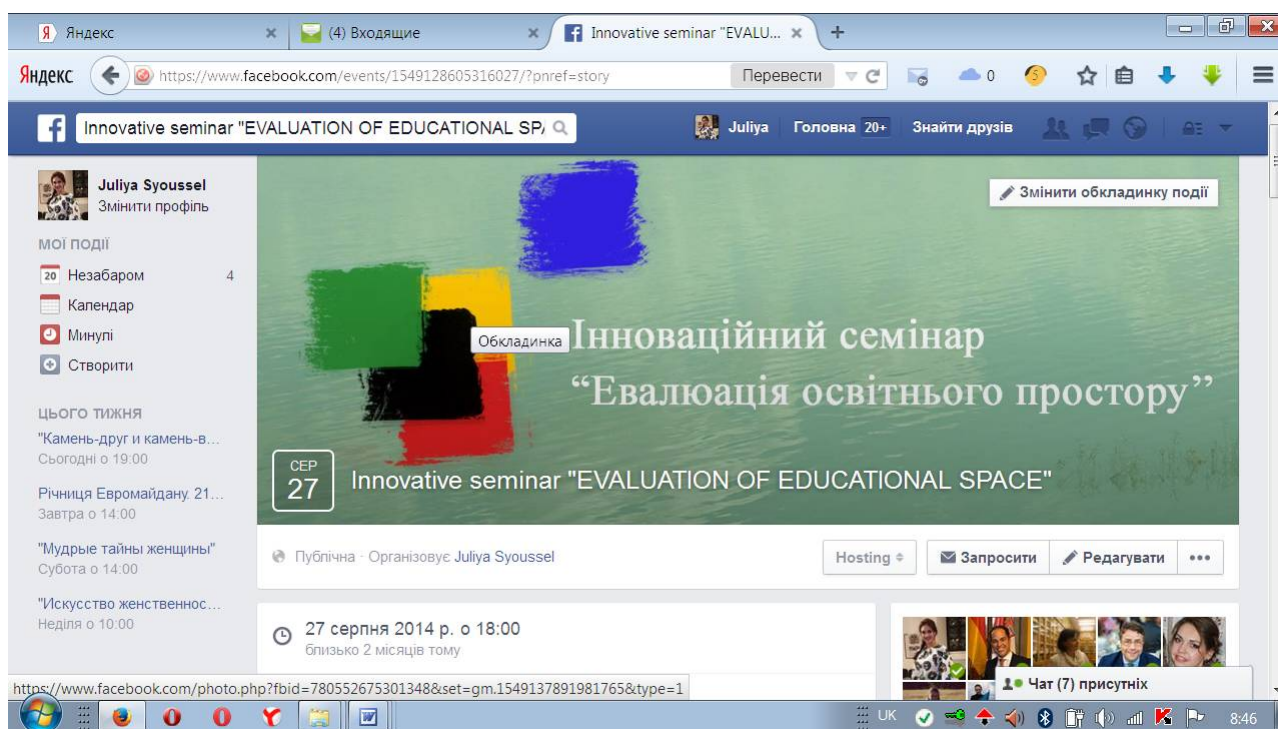 Яндекс
(4) Входящие
Innovative seminar "EVALU...
Яндекс
https://www.facebook.com/events/1549128605316027/?pnref=story
Перевести
0
5
Innovative seminar "EVALUATION OF EDUCATIONAL SP
Juliya
Головна 20+
Знайти друзів
Juliya Syoussel
Змінити профіль
МОЇ ПОДІЇ
20 Незабаром 4
Календар
Минулі
Створити
ЦЬОГО ТИЖНЯ
"Камень-друг и камень-в...
Сьогодні о 19:00
Річниця Евромайдану. 21...
Завтра о 14:00
"Мудрые тайны женщины"
Субота о 14:00
"Искусство женственнос...
Неділя о 10:00
Змінити обкладинку події
Обкладинка
Інноваційний семінар
“Евалюація освітнього простору”
СЕР
27
Innovative seminar "EVALUATION OF EDUCATIONAL SPACE"
Публічна · Організовує Juliya Syoussel
Hosting
Запросити
Редагувати
27 серпня 2014 р. о 18:00
близько 2 місяців тому
Чат (7) присутніх
https://www.facebook.com/photo.php?fbid=780552675301348&set=gm.1549137891981765&type=1
UK
8:46